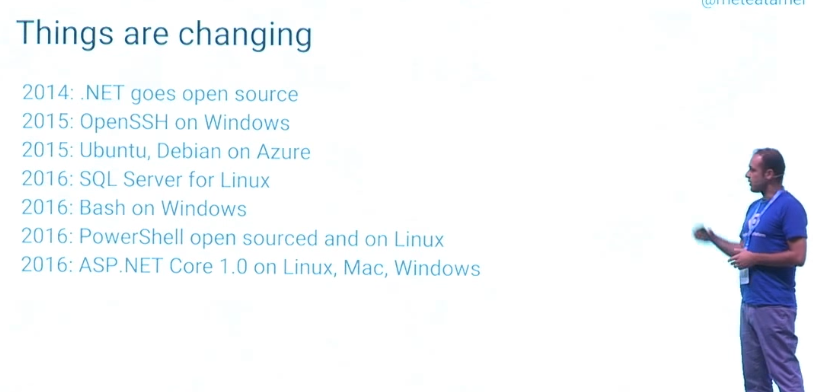 Things are changing
2014: .NET goes open source
2015: OpenSSH on Windows
2015: Ubuntu, Debian on Azure
2016: SQL Server for Linux
2016: Bash on Windows
2016: PowerShell open sourced and on Linux
2016: ASP.NET Core 1.0 on Linux, Mac, Windows